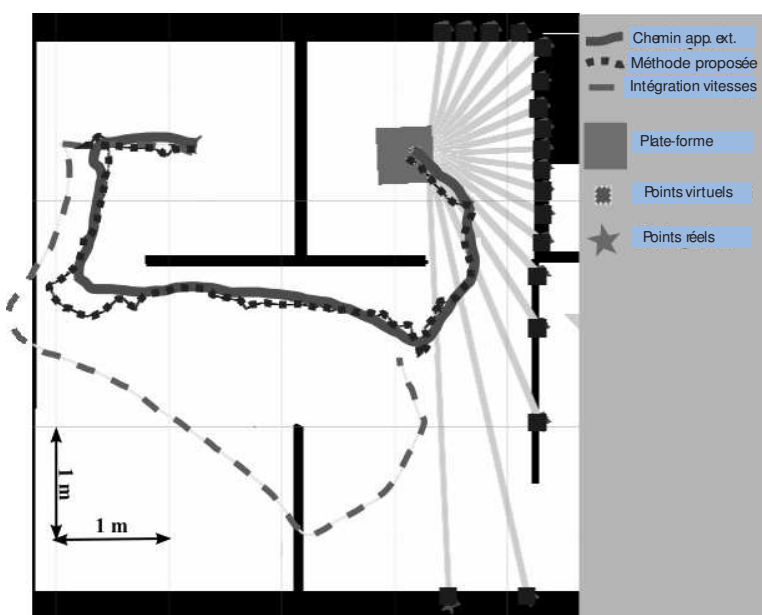 Chemin app. ext.
Méthode proposée
Intégration vitesses
Plate-forme
Points virtuels
Points réels
1 m
1 m